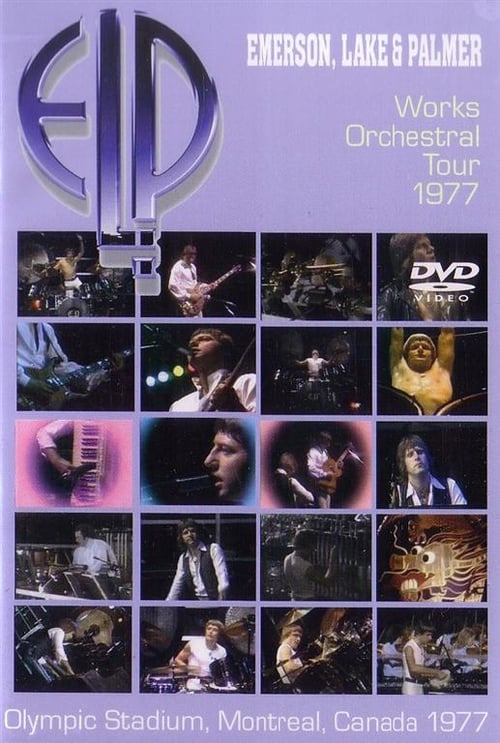 ELP
EMERSON, LAKE & PALMER
Works
Orchestral
Tour
1977
DVD
VIDEO
Olympic Stadium, Montreal, Canada 1977